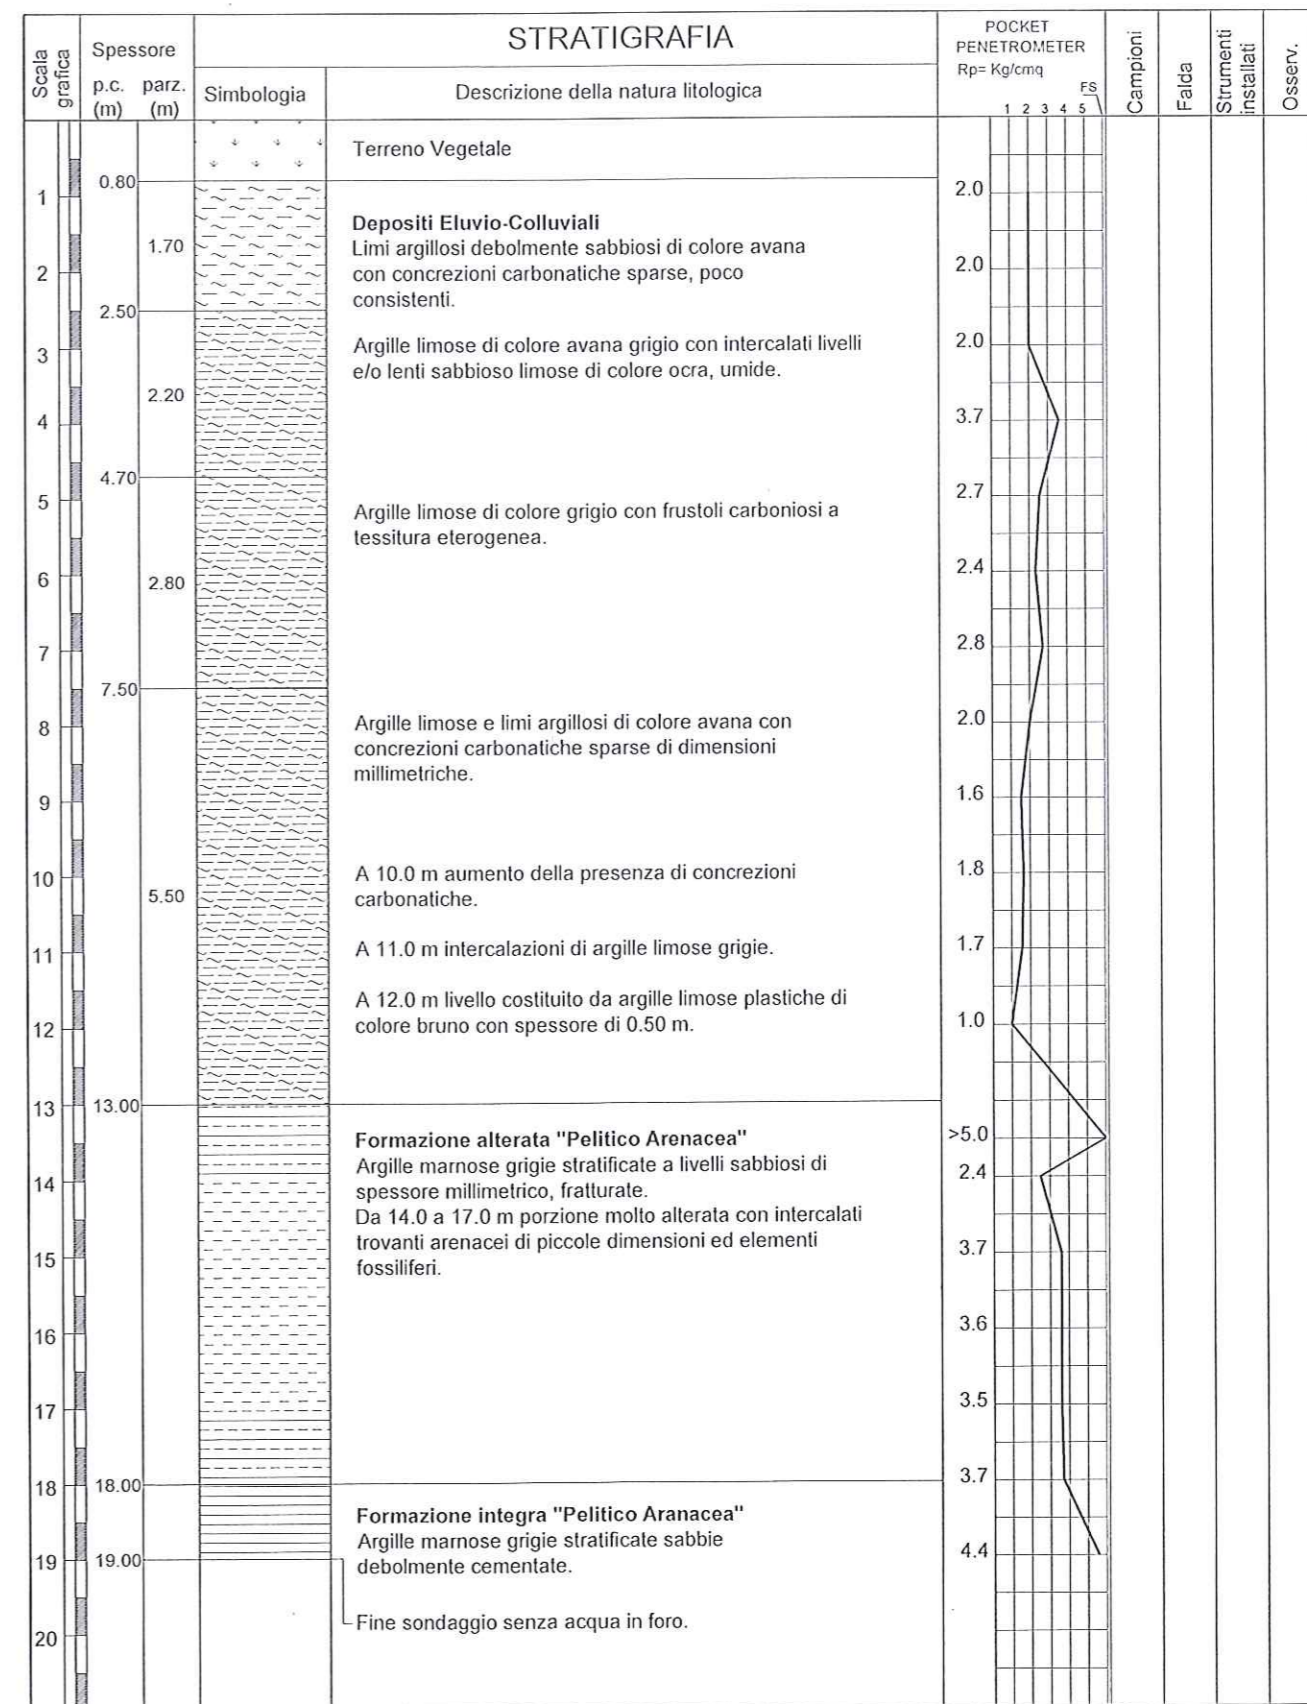 STRATIGRAFIA
Scala
grafica
Spessore
p.c.
(m)
parz.
(m)
Simbologia
Descrizione della natura litologica
POCKET
PENETROMETER
Rp= Kg/cmq
FS
1 2 3 4 5
Campioni
Falda
Strumenti
installati
Osserv.
Terreno Vegetale
0.80
1
2.0
Depositi Eluvio-Colluviali
1.70
Limi argillosi debolmente sabbiosi di colore avana
con concrezioni carbonatiche sparse, poco
consistenti.
2
2.0
2.50
Argille limose di colore avana grigio con intercalati livelli
e/o lenti sabbioso limose di colore ocra, umide.
3
2.0
2.20
4
3.7
4.70
5
2.7
Argille limose di colore grigio con frustoli carboniosi a
tessitura eterogenea.
6
2.80
2.4
7
2.8
7.50
8
2.0
Argille limose e limi argillosi di colore avana con
concrezioni carbonatiche sparse di dimensioni
millimetriche.
9
1.6
A 10.0 m aumento della presenza di concrezioni
carbonatiche.
10
5.50
1.8
A 11.0 m intercalazioni di argille limose grigie.
11
1.7
A 12.0 m livello costituito da argille limose plastiche di
colore bruno con spessore di 0.50 m.
12
1.0
13
13.00
Formazione alterata "Pelitico Arenacea"
>5.0
Argille marnose grigie stratificate a livelli sabbiosi di
spessore millimetrico, fratturate.
14
2.4
Da 14.0 a 17.0 m porzione molto alterata con intercalati
trovanti arenacei di piccole dimensioni ed elementi
fossiliferi.
15
3.7
16
3.6
17
3.5
18
18.00
3.7
Formazione integra "Pelitico Aranacea"
Argille marnose grigie stratificate sabbie
debolmente cementate.
19
19.00
4.4
Fine sondaggio senza acqua in foro.
20